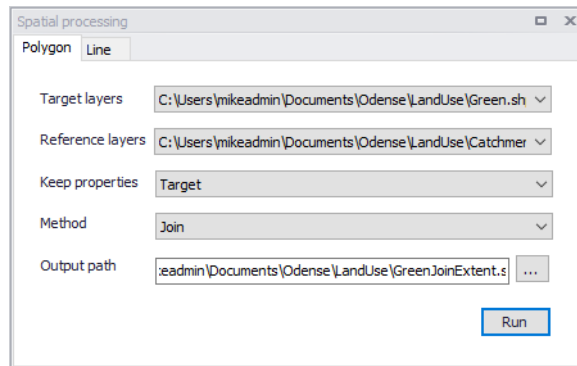 Spatial processing
Polygon Line
Target layers C:\Users\mikeadmin\Documents\Odense\LandUse\Green.sh
Reference layers C:\Users\mikeadmin\Documents\Odense\LandUse\Catchmer
Keep properties Target
Method Join
Output path :eadmin\Documents\Odense\LandUse\GreenJoinExtent.s ...
Run